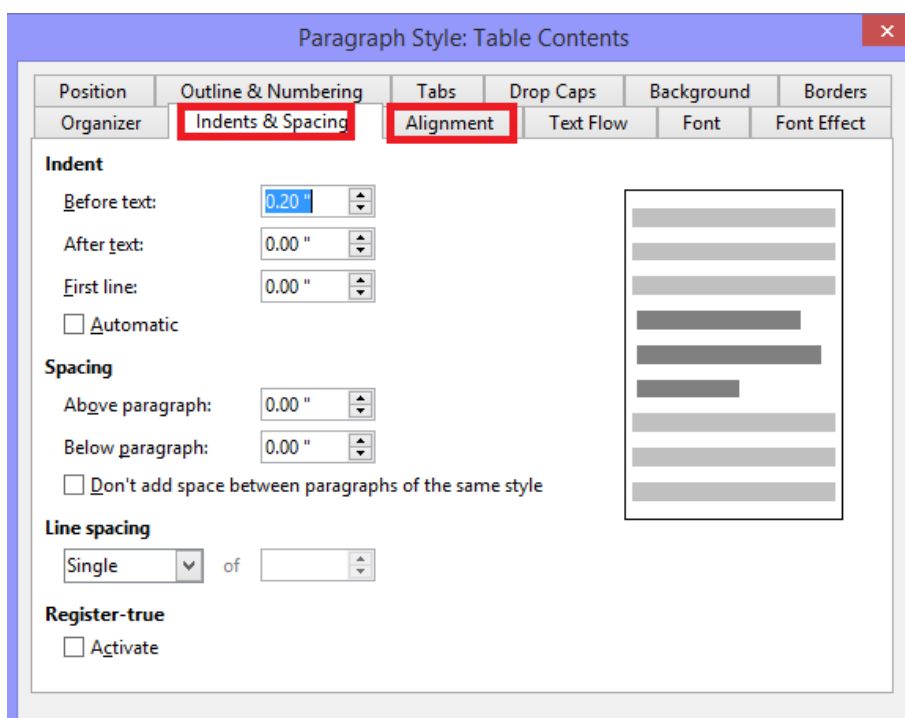 Paragraph Style: Table Contents
Position Outline & Numbering Tabs Drop Caps Background Borders
Organizer Indents & Spacing Alignment Text Flow Font Font Effect
Indent
Before text: 0.20 "
After text: 0.00 "
First line: 0.00 "
Automatic
Spacing
Above paragraph: 0.00 "
Below paragraph: 0.00 "
Don't add space between paragraphs of the same style
Line spacing
Single of
Register-true
Activate